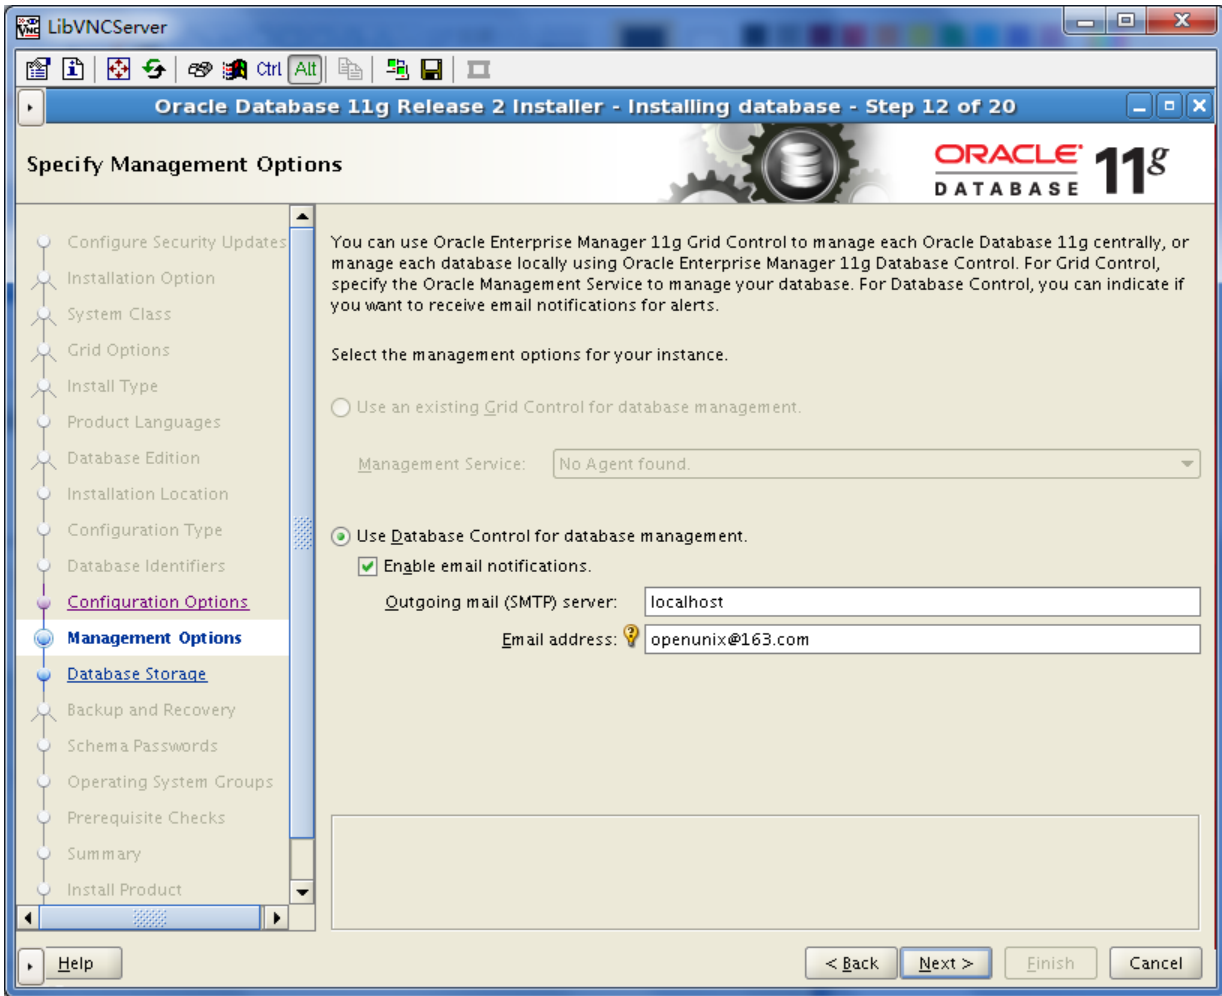 LibVNCServer
Ctrl Alt
Oracle Database 11g Release 2 Installer - Installing database - Step 12 of 20
Specify Management Options
ORACLE
DATABASE
11g
Configure Security Updates
Installation Option
System Class
Grid Options
Install Type
Product Languages
Database Edition
Installation Location
Configuration Type
Database Identifiers
Configuration Options
Management Options
Database Storage
Backup and Recovery
Schema Passwords
Operating System Groups
Prerequisite Checks
Summary
Install Product
You can use Oracle Enterprise Manager 11g Grid Control to manage each Oracle Database 11g centrally, or
manage each database locally using Oracle Enterprise Manager 11g Database Control. For Grid Control,
specify the Oracle Management Service to manage your database. For Database Control, you can indicate if
you want to receive email notifications for alerts.
Select the management options for your instance.
Use an existing Grid Control for database management.
Management Service: No Agent found.
Use Database Control for database management.
Enable email notifications.
Outgoing mail (SMTP) server: localhost
Email address: openunix@163.com
Help
< Back
Next >
Finish
Cancel